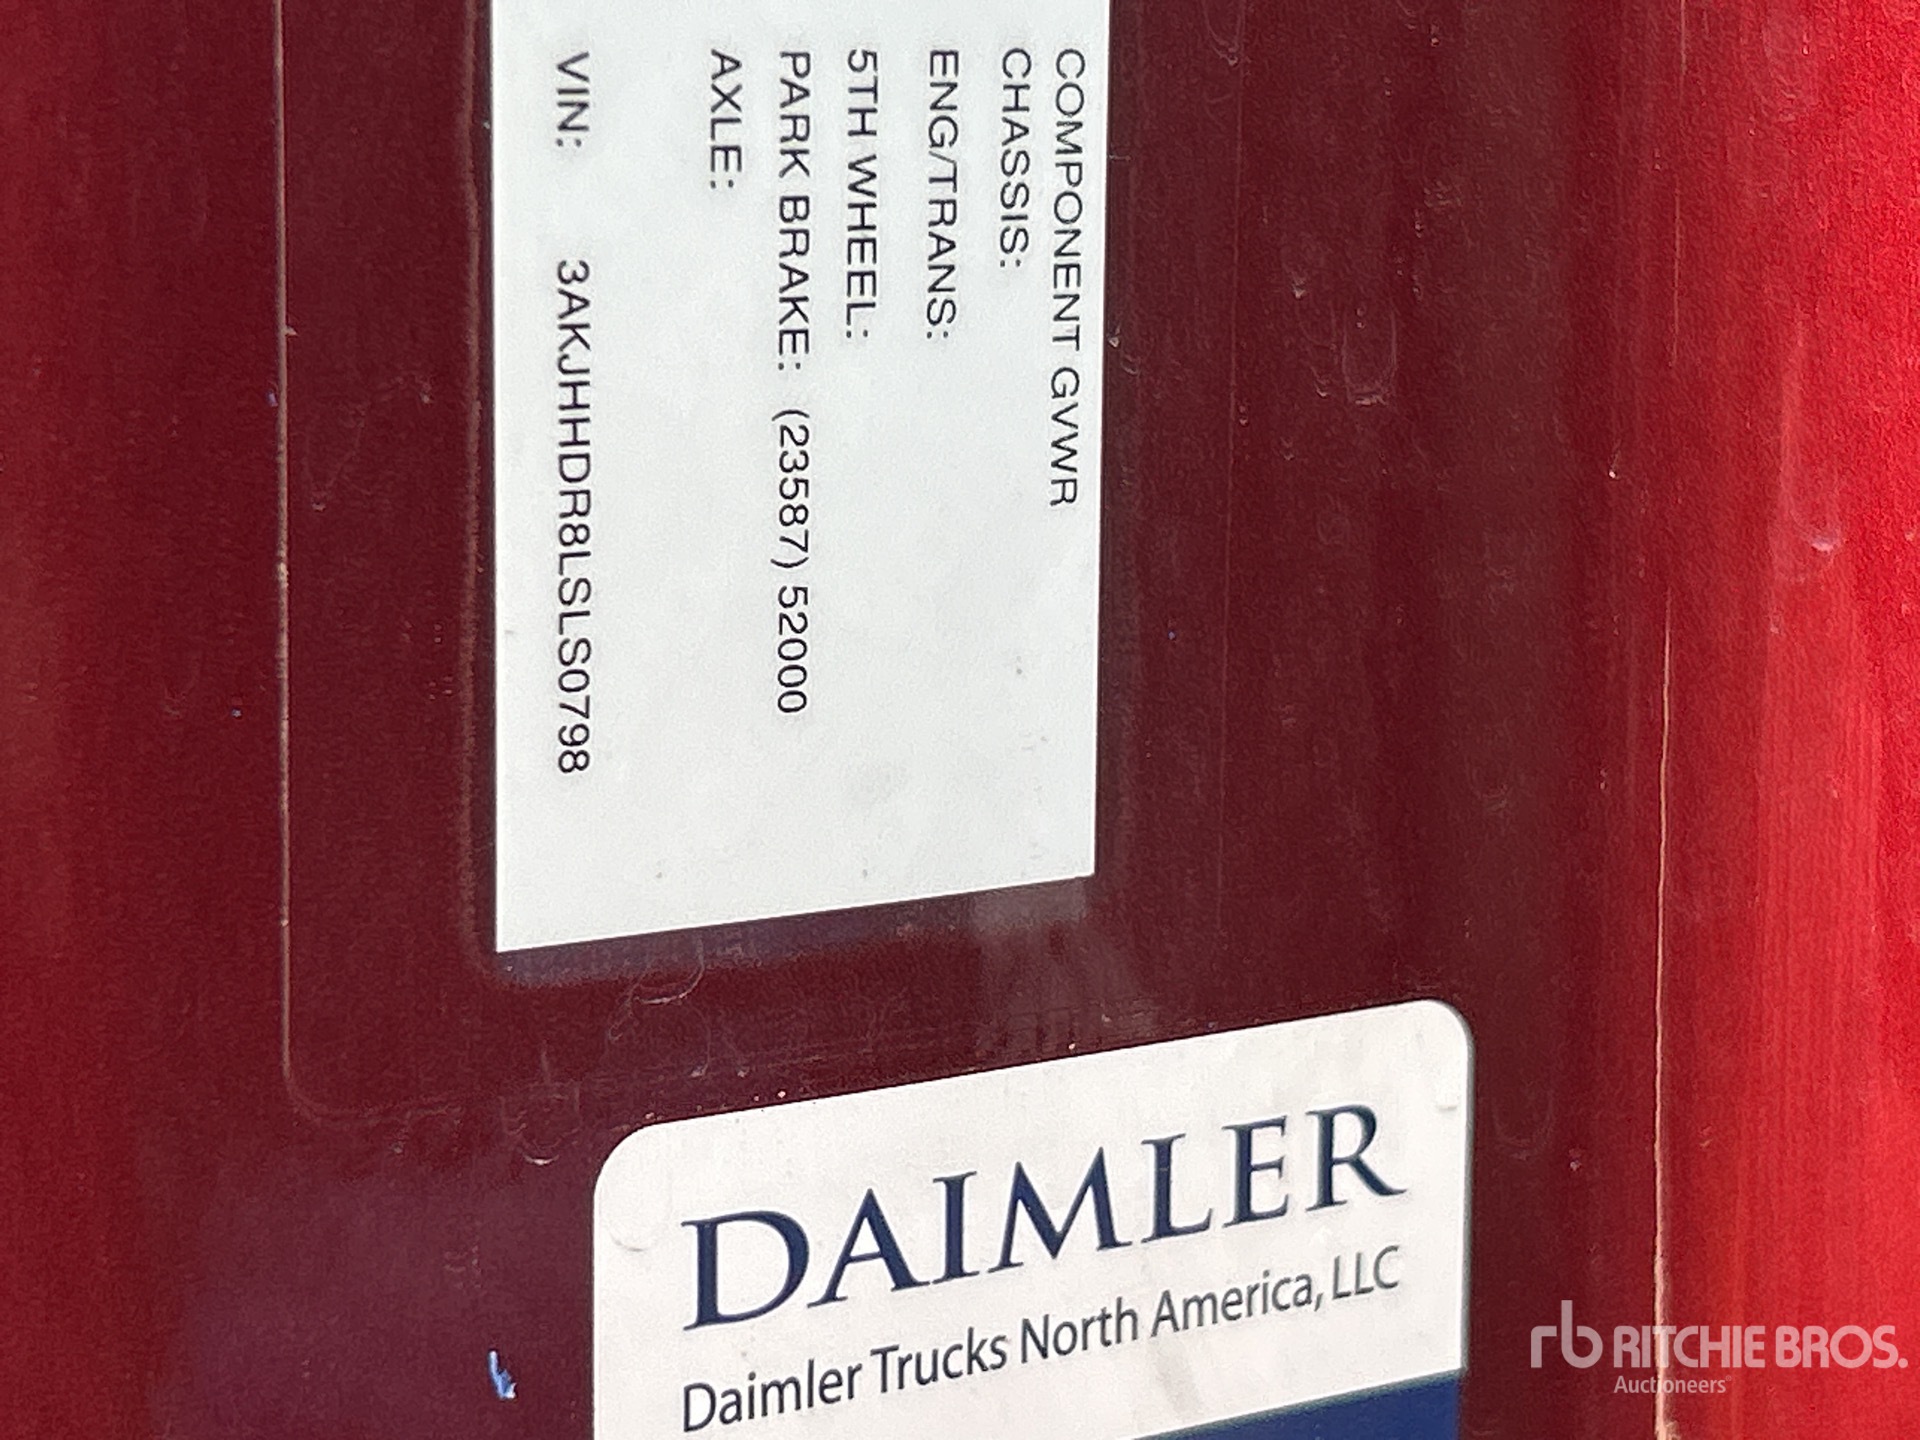 COMPONENT GVWR
CHASSIS:
ENG/TRANS:
5TH WHEEL:
PARK BRAKE: (23587) 52000
AXLE:
VIN: 3AKJHHDR8LSLS0798
DAIMLER
Daimler Trucks North America, LLC
rb RITCHIE BROS.
Auctioneers